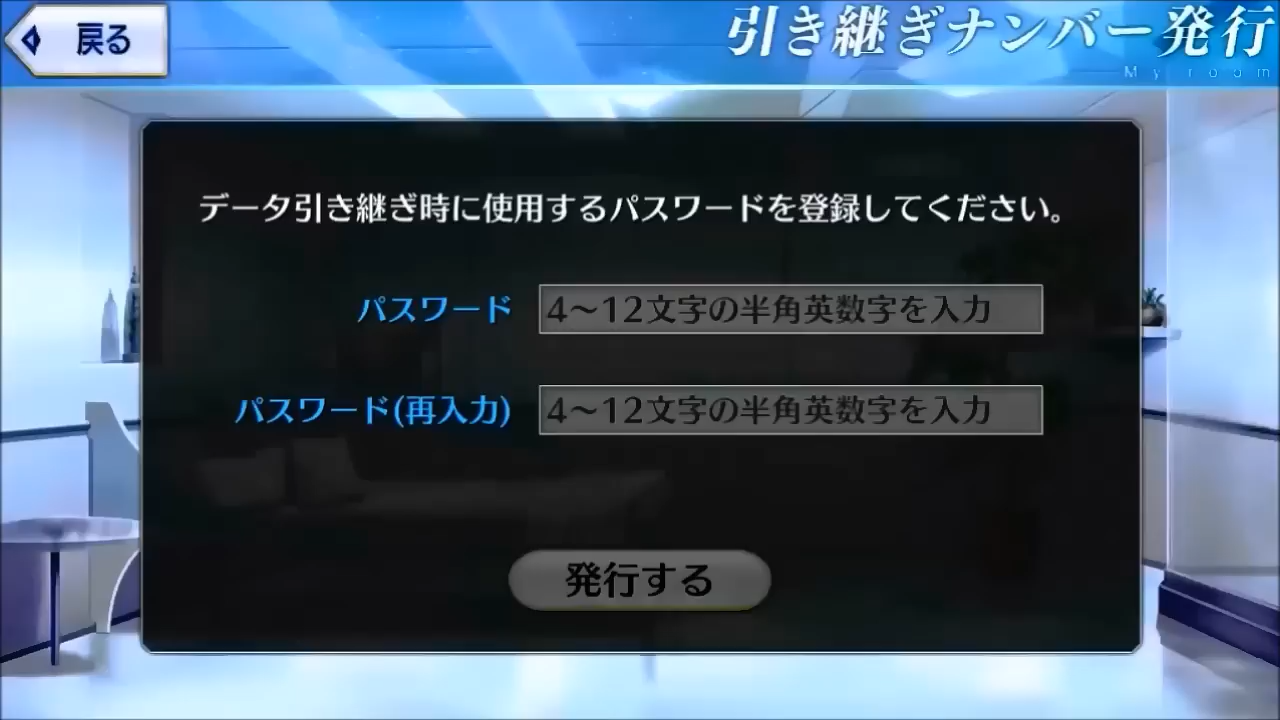 戻る
引き継ぎナンバー発行
My room
データ引き継ぎ時に使用するパスワードを登録してください。
パスワード
4～12文字の半角英数字を入力
パスワード(再入力)
4～12文字の半角英数字を入力
発行する